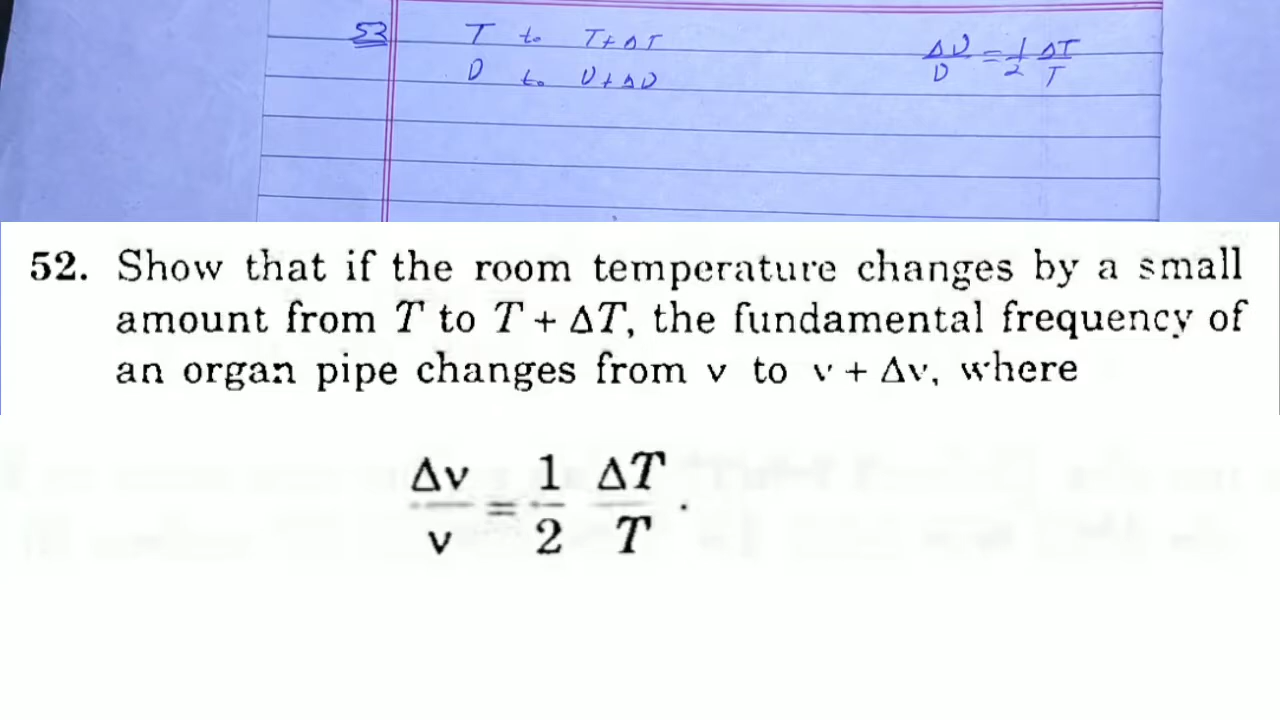 53 T to T+ΔT Δν/ν = 1/2 ΔT/T
ν to ν+Δν
52. Show that if the room temperature changes by a small
amount from T to T + ΔT, the fundamental frequency of
an organ pipe changes from ν to ν + Δν, where
Δν/ν = 1/2 ΔT/T .